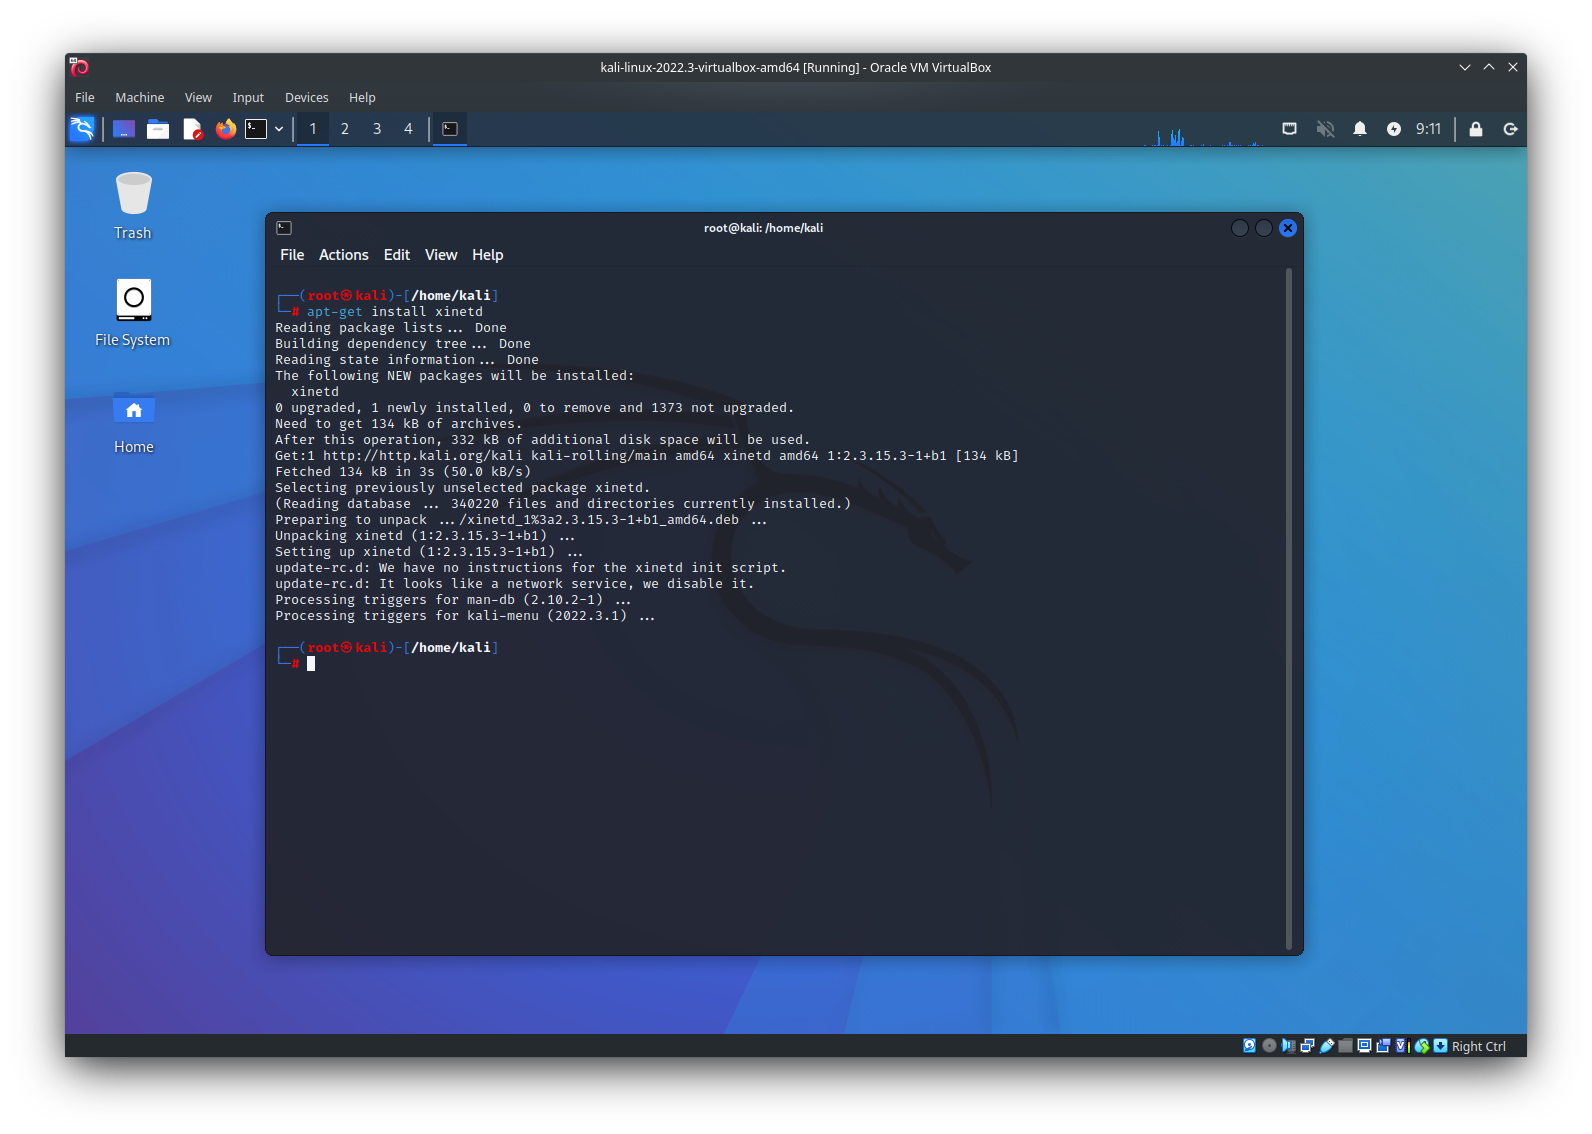 kali-linux-2022.3-virtualbox-amd64 [Running] - Oracle VM VirtualBox
File Machine View Input Devices Help
1 2 3 4 9:11
Trash
File System
Home
root@kali: /home/kali
File Actions Edit View Help
┌──(root㉿kali)-[/home/kali]
└─# apt-get install xinetd
Reading package lists... Done
Building dependency tree... Done
Reading state information... Done
The following NEW packages will be installed:
  xinetd
0 upgraded, 1 newly installed, 0 to remove and 1373 not upgraded.
Need to get 134 kB of archives.
After this operation, 332 kB of additional disk space will be used.
Get:1 http://http.kali.org/kali kali-rolling/main amd64 xinetd amd64 1:2.3.15.3-1+b1 [134 kB]
Fetched 134 kB in 3s (50.0 kB/s)
Selecting previously unselected package xinetd.
(Reading database ... 340220 files and directories currently installed.)
Preparing to unpack .../xinetd_1%3a2.3.15.3-1+b1_amd64.deb ...
Unpacking xinetd (1:2.3.15.3-1+b1) ...
Setting up xinetd (1:2.3.15.3-1+b1) ...
update-rc.d: We have no instructions for the xinetd init script.
update-rc.d: It looks like a network service, we disable it.
Processing triggers for man-db (2.10.2-1) ...
Processing triggers for kali-menu (2022.3.1) ...
┌──(root㉿kali)-[/home/kali]
└─#
Right Ctrl